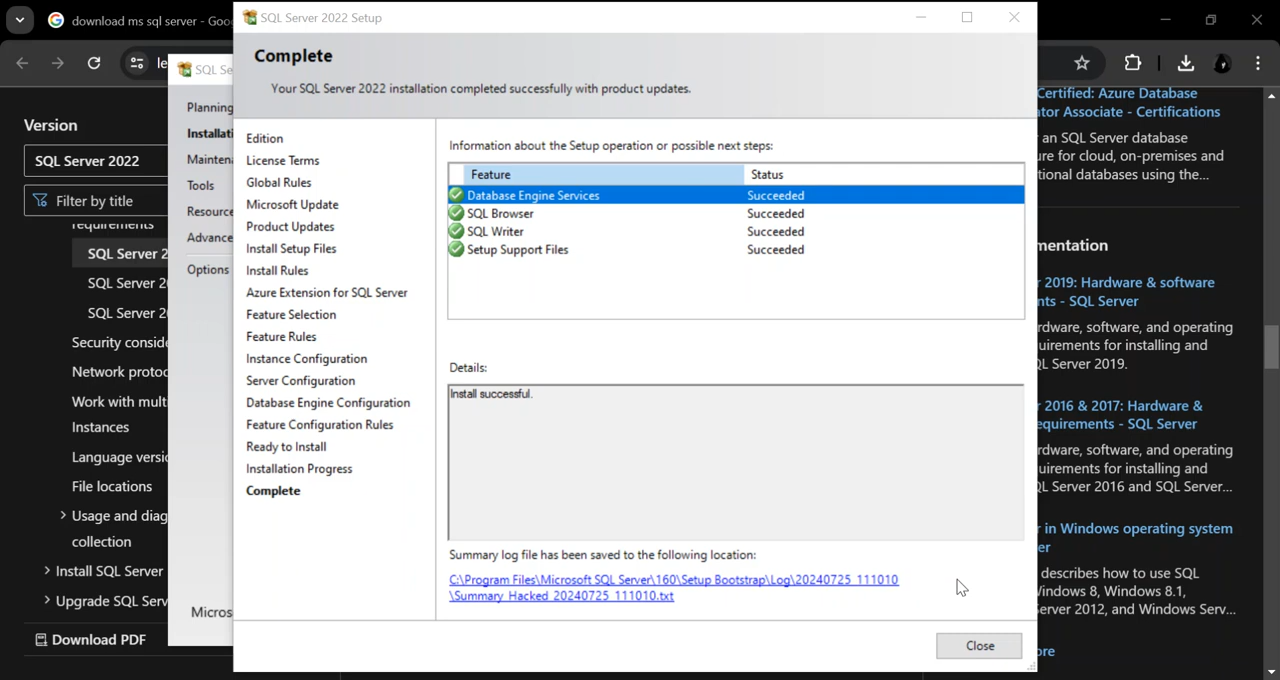 download ms sql server - Goo
SQL Server 2022 Setup
Complete
Your SQL Server 2022 installation completed successfully with product updates.
le
SQL Se
Planning
Installati
Maintena
Tools
Resource
Advance
Options
Micros
Version
SQL Server 2022
Filter by title
requirements
SQL Server 2
SQL Server 20
SQL Server 20
Security conside
Network protoc
Work with mult
Instances
Language versio
File locations
Usage and diag
collection
Install SQL Server
Upgrade SQL Serv
Download PDF
Edition
License Terms
Global Rules
Microsoft Update
Product Updates
Install Setup Files
Install Rules
Azure Extension for SQL Server
Feature Selection
Feature Rules
Instance Configuration
Server Configuration
Database Engine Configuration
Feature Configuration Rules
Ready to Install
Installation Progress
Complete
Information about the Setup operation or possible next steps:
Feature Status
Database Engine Services Succeeded
SQL Browser Succeeded
SQL Writer Succeeded
Setup Support Files Succeeded
Details:
Install successful.
Summary log file has been saved to the following location:
C:\Program Files\Microsoft SQL Server\160\Setup Bootstrap\Log\20240725_111010
\Summary_Hacked_20240725_111010.txt
Close
Certified: Azure Database
tor Associate - Certifications
r an SQL Server database
ure for cloud, on-premises and
tional databases using the...
mentation
r 2019: Hardware & software
nts - SQL Server
rdware, software, and operating
uirements for installing and
QL Server 2019.
r 2016 & 2017: Hardware &
equirements - SQL Server
rdware, software, and operating
uirements for installing and
QL Server 2016 and SQL Server...
r in Windows operating system
er
describes how to use SQL
Windows 8, Windows 8.1,
Server 2012, and Windows Serv...
ore